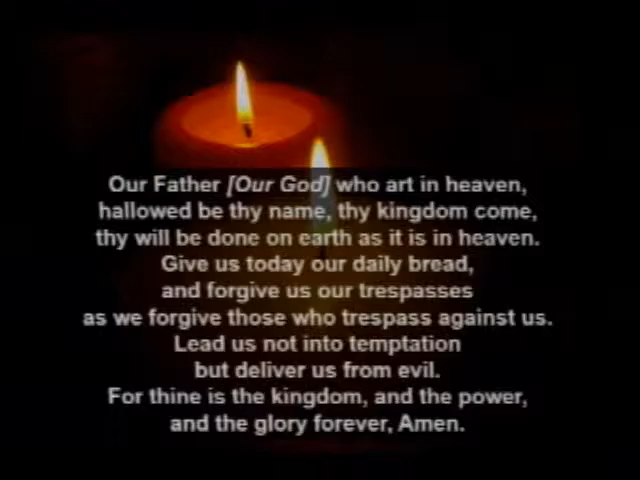 Our Father [Our God] who art in heaven,
hallowed be thy name, thy kingdom come,
thy will be done on earth as it is in heaven.
Give us today our daily bread,
and forgive us our trespasses
as we forgive those who trespass against us.
Lead us not into temptation
but deliver us from evil.
For thine is the kingdom, and the power,
and the glory forever, Amen.